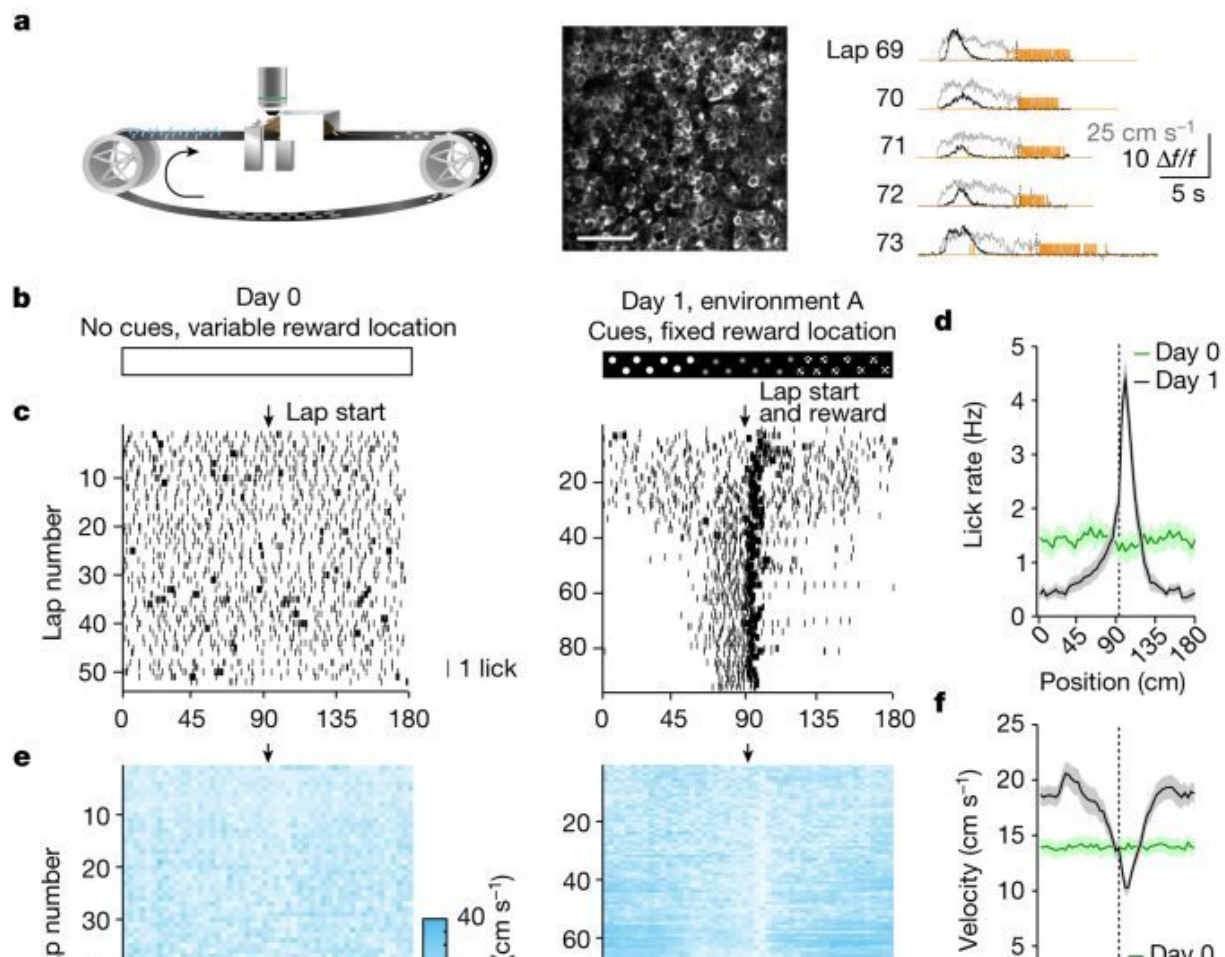 a
Lap 69
70
71
72
73
25 cm s⁻¹
10 Δf/f
5 s
b
Day 0
No cues, variable reward location
Day 1, environment A
Cues, fixed reward location
c
Lap start
Lap number
10
20
30
40
50
1 lick
0 45 90 135 180
Lap start
and reward
20
40
60
80
0 45 90 135 180
d
Day 0
Day 1
Lick rate (Hz)
5
4
3
2
1
0
0 45 90 135 180
Position (cm)
e
p number
10
20
30
40
(cm s⁻¹)
20
40
60
f
Velocity (cm s⁻¹)
25
20
15
10
5
Day 0